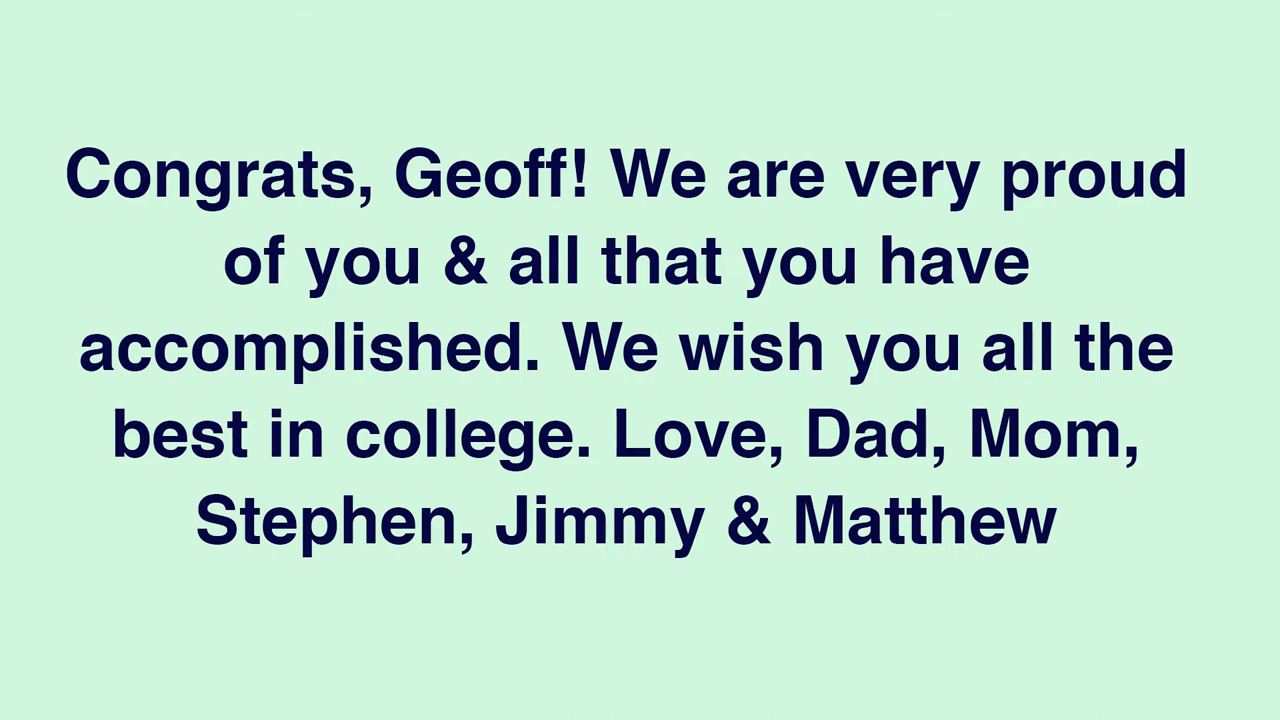 Congrats, Geoff! We are very proud
of you & all that you have
accomplished. We wish you all the
best in college. Love, Dad, Mom,
Stephen, Jimmy & Matthew